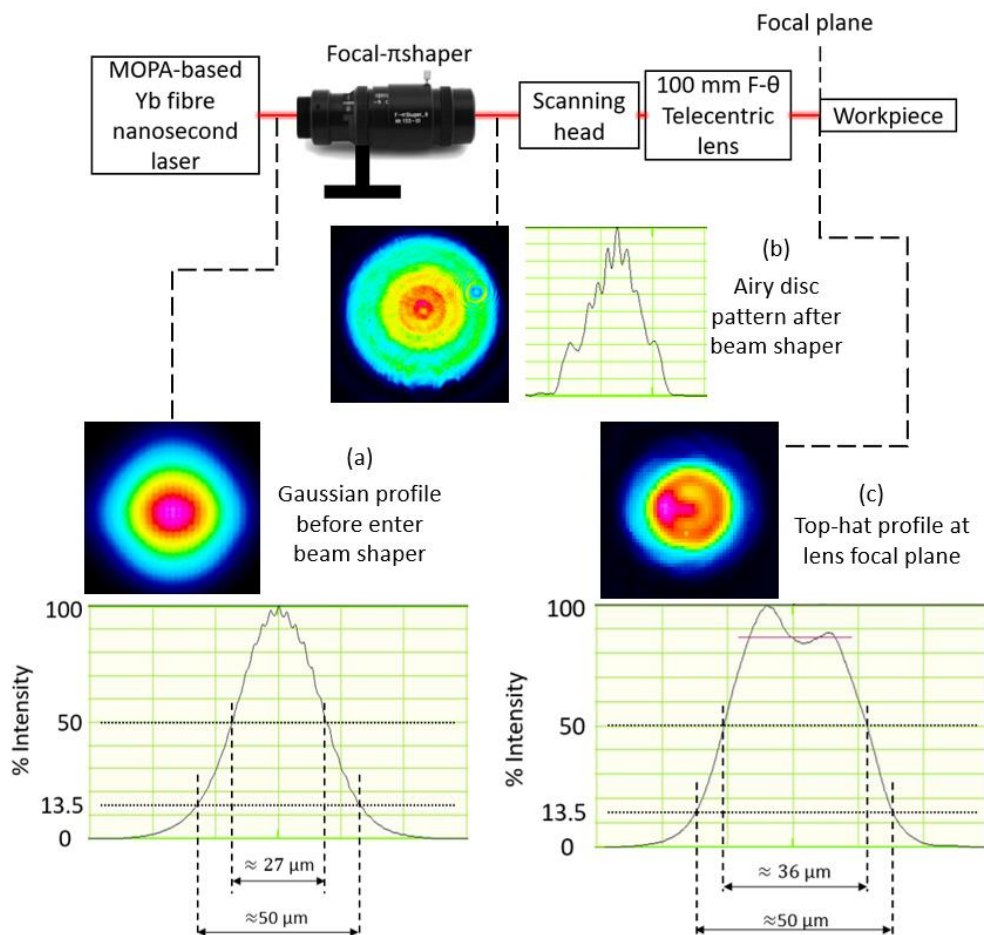 Focal plane
Focal-πshaper
MOPA-based
Yb fibre
nanosecond
laser
Scanning
head
100 mm F-θ
Telecentric
lens
Workpiece
(b)
Airy disc
pattern after
beam shaper
(a)
Gaussian profile
before enter
beam shaper
(c)
Top-hat profile at
lens focal plane
% Intensity
100
50
13.5
0
≈ 27 μm
≈50 μm
% Intensity
100
50
13.5
0
≈ 36 μm
≈50 μm